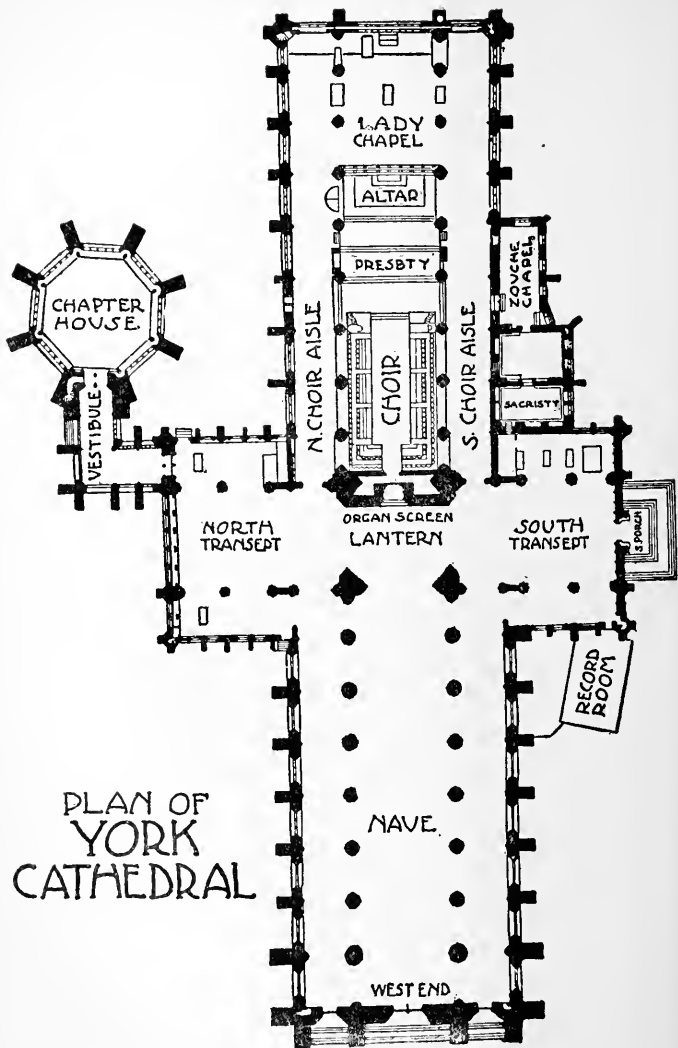 LADY
CHAPEL
ALTAR
PRESBTY
ZOUCHE
CHAPEL
CHAPTER
HOUSE.
N. CHOIR AISLE
CHOIR
S. CHOIR AISLE
SACRISTY
VESTIBULE
ORGAN SCREEN
LANTERN
NORTH
TRANSEPT
SOUTH
TRANSEPT
S. PORCH
RECORD
ROOM
PLAN OF
YORK
CATHEDRAL
NAVE.
WEST END